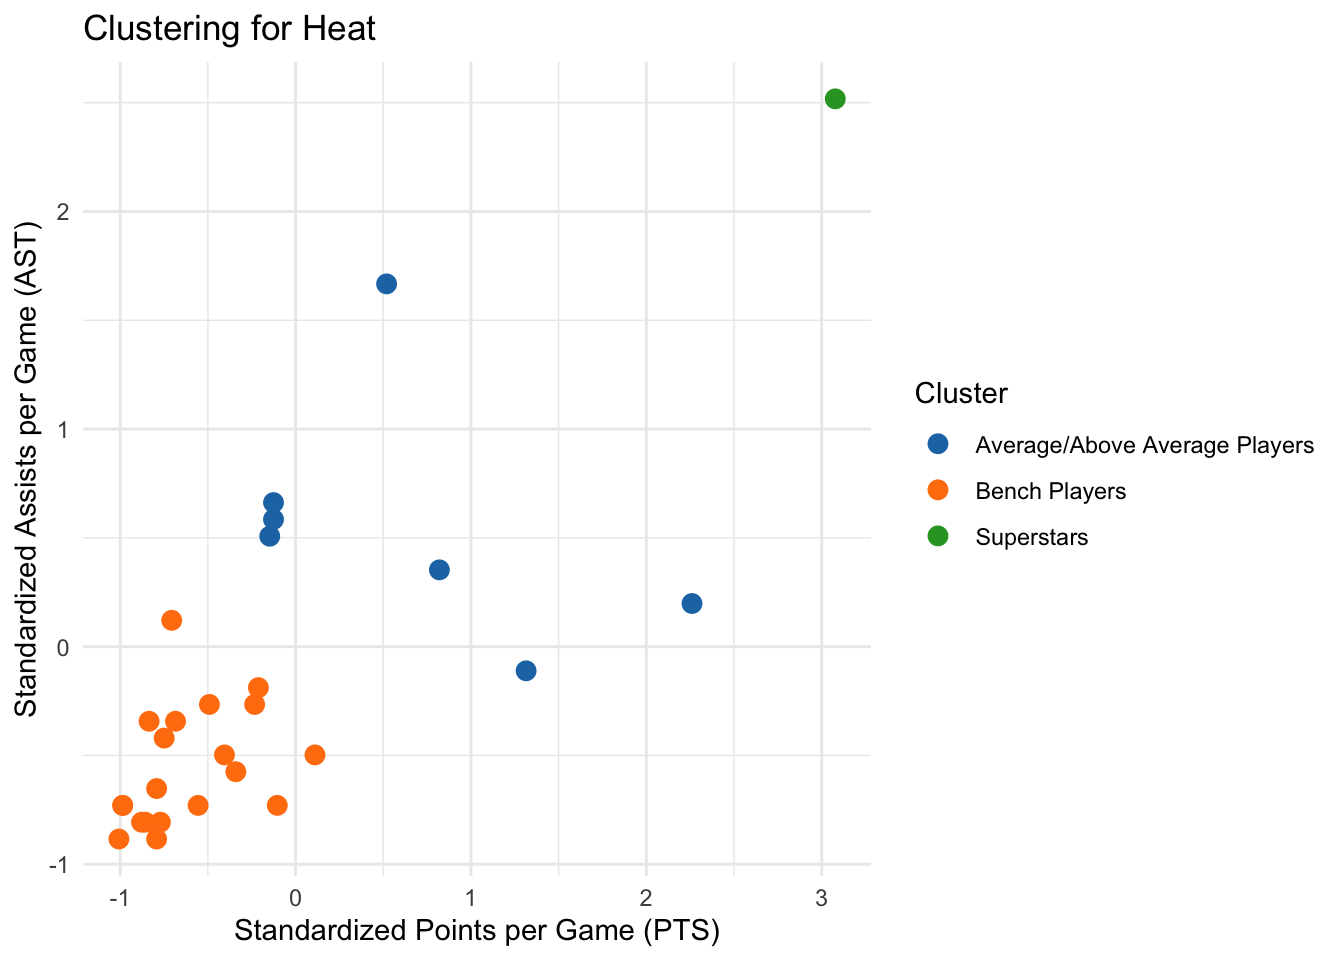 Clustering for Heat
Standardized Assists per Game (AST)
2
1
0
-1
-1
0
1
2
3
Standardized Points per Game (PTS)
Cluster
Average/Above Average Players
Bench Players
Superstars